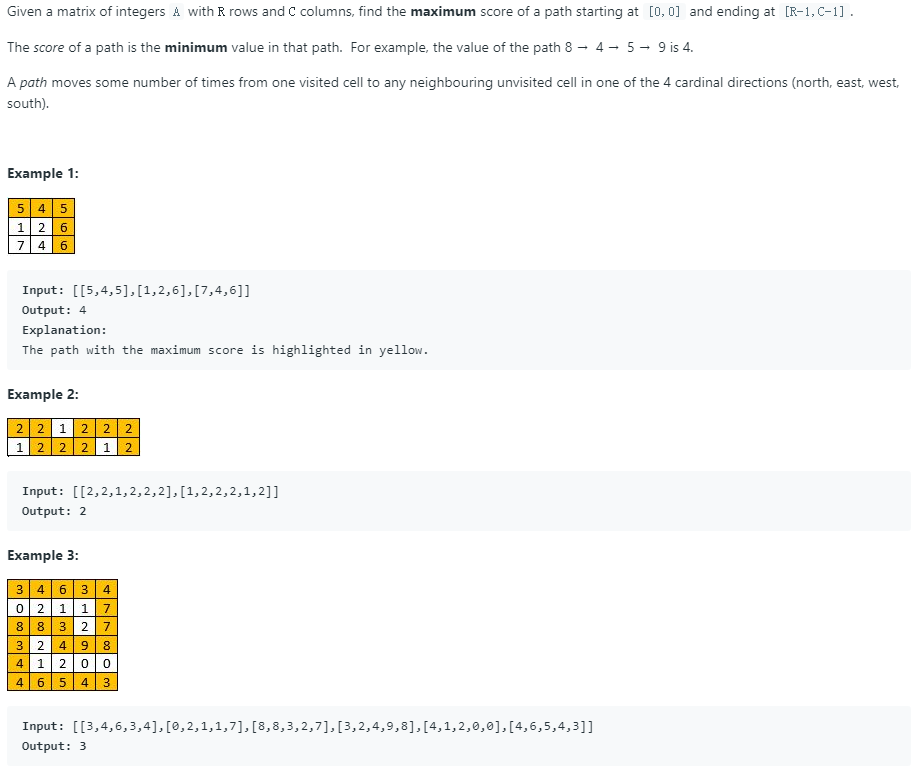 Given a matrix of integers A with R rows and C columns, find the maximum score of a path starting at [0,0] and ending at [R-1,C-1] .
The score of a path is the minimum value in that path.  For example, the value of the path 8 →  4 →  5 →  9 is 4.
A path moves some number of times from one visited cell to any neighbouring unvisited cell in one of the 4 cardinal directions (north, east, west,
south).
Example 1:
5 4 5
1 2 6
7 4 6
Input: [[5,4,5],[1,2,6],[7,4,6]]
Output: 4
Explanation:
The path with the maximum score is highlighted in yellow.
Example 2:
2 2 1 2 2 2
1 2 2 2 1 2
Input: [[2,2,1,2,2,2],[1,2,2,2,1,2]]
Output: 2
Example 3:
3 4 6 3 4
0 2 1 1 7
8 8 3 2 7
3 2 4 9 8
4 1 2 0 0
4 6 5 4 3
Input: [[3,4,6,3,4],[0,2,1,1,7],[8,8,3,2,7],[3,2,4,9,8],[4,1,2,0,0],[4,6,5,4,3]]
Output: 3